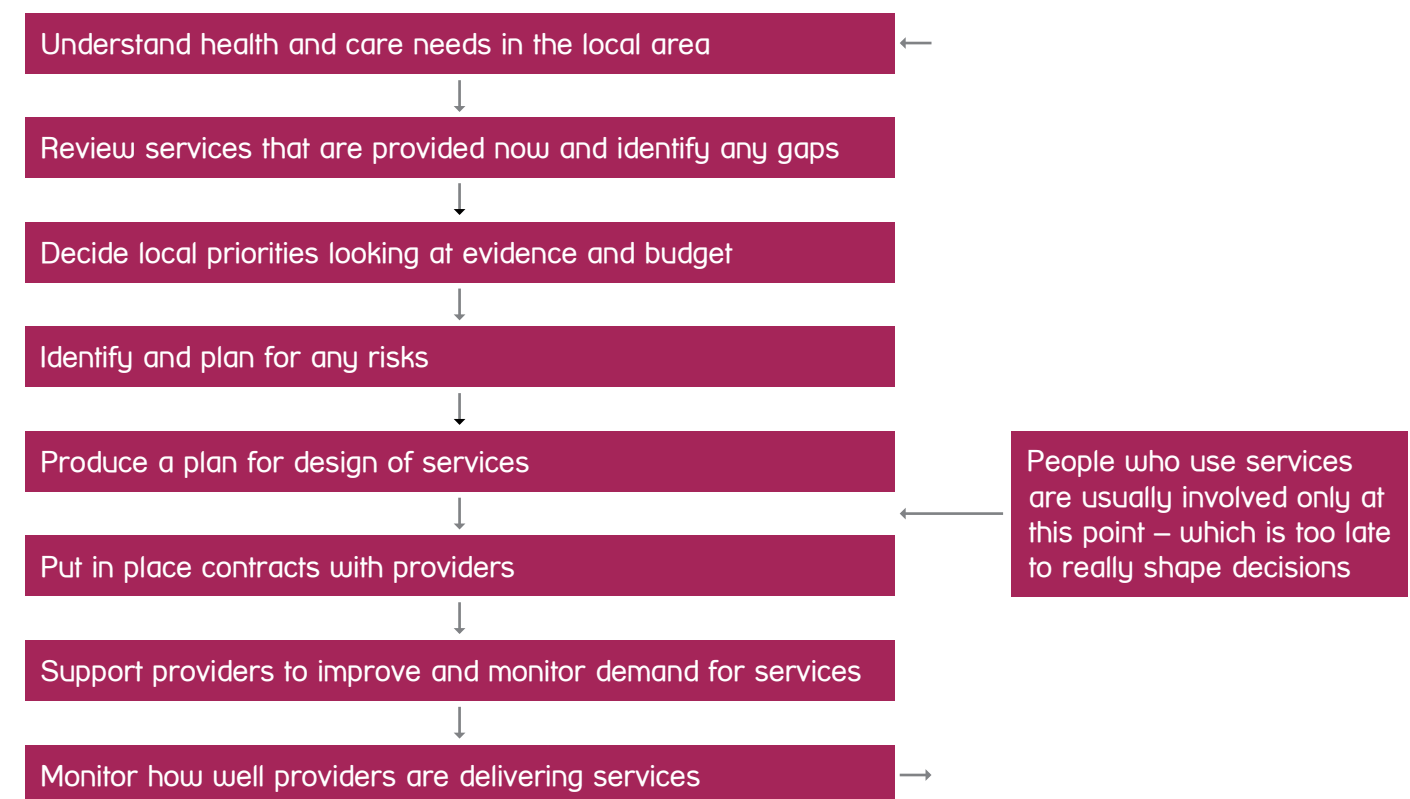 Understand health and care needs in the local area
Review services that are provided now and identify any gaps
Decide local priorities looking at evidence and budget
Identify and plan for any risks
Produce a plan for design of services
People who use services
are usually involved only at
this point – which is too late
to really shape decisions
Put in place contracts with providers
Support providers to improve and monitor demand for services
Monitor how well providers are delivering services